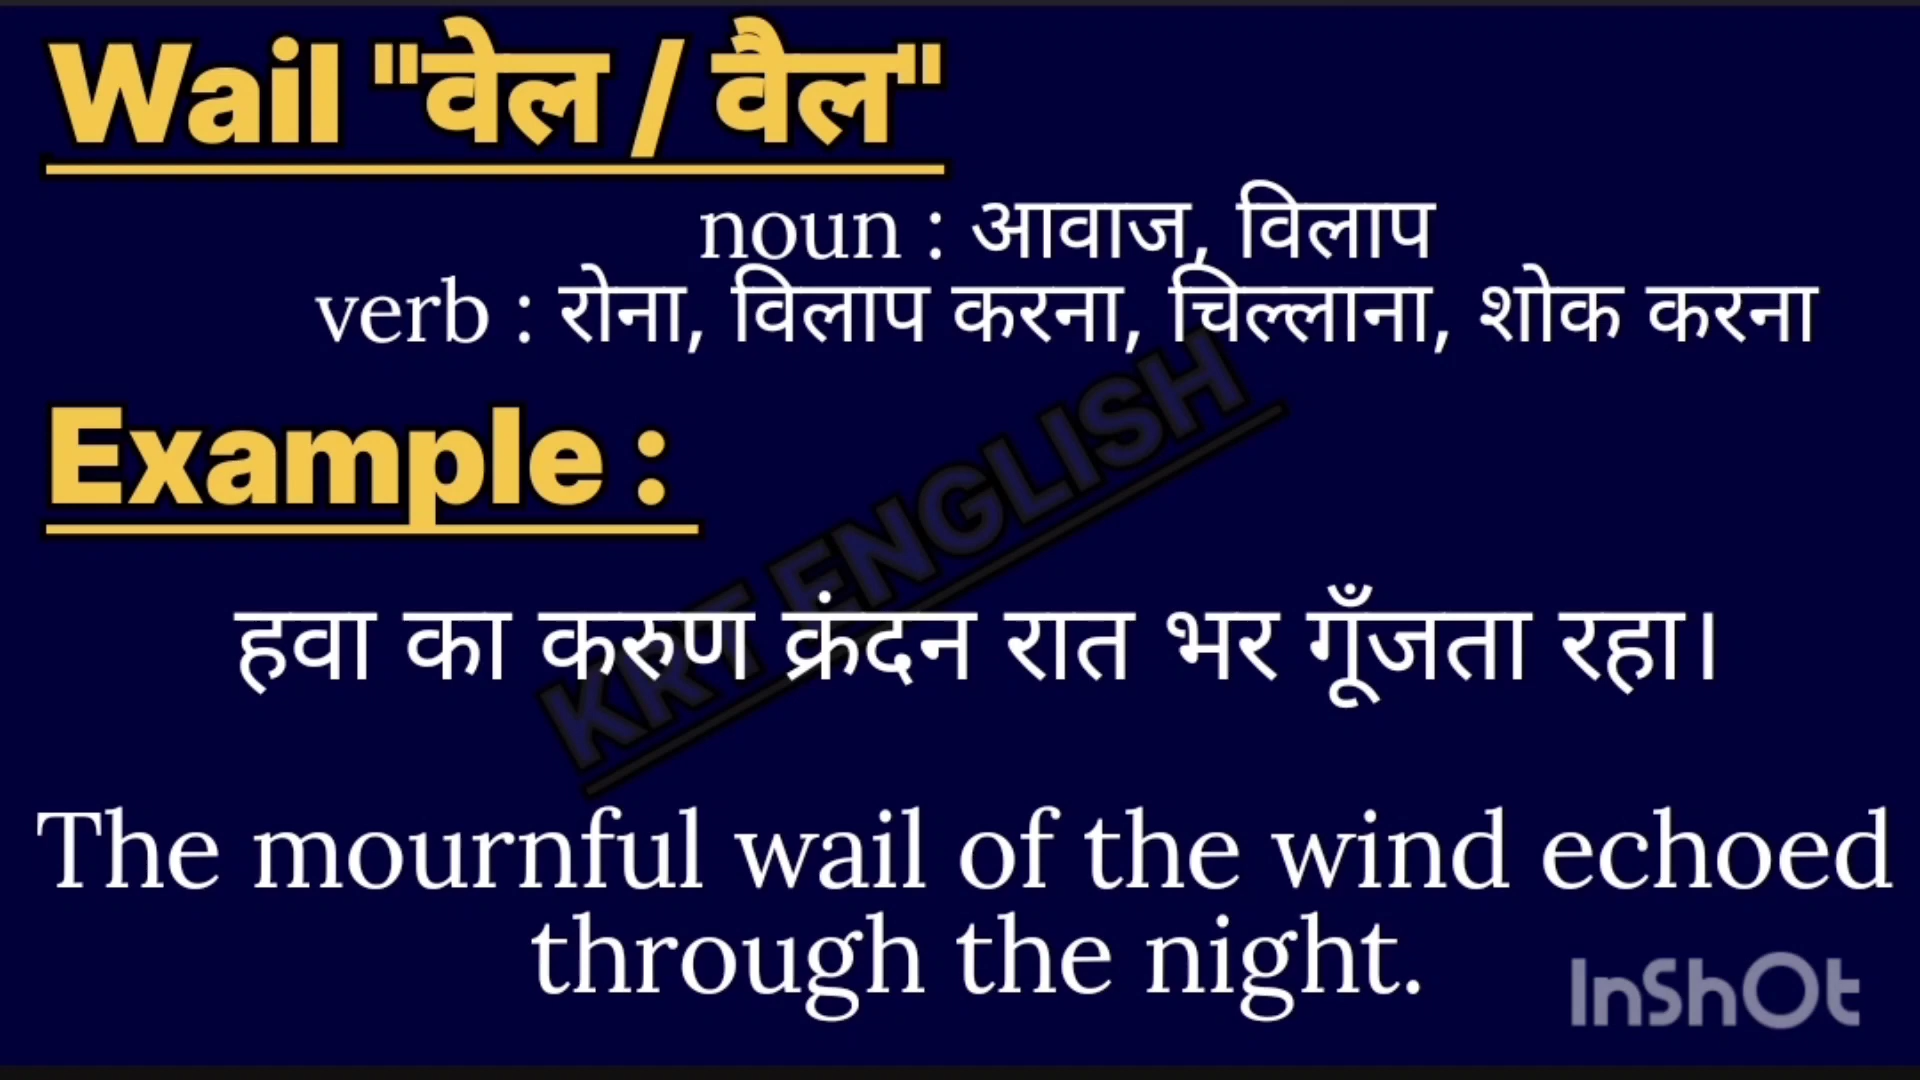 Wail "वेल / वैल"
noun : आवाज, विलाप
verb : रोना, विलाप करना, चिल्लाना, शोक करना
Example :
हवा का करुण क्रंदन रात भर गूँजता रहा।
KRT ENGLISH
The mournful wail of the wind echoed
through the night.
InShOt